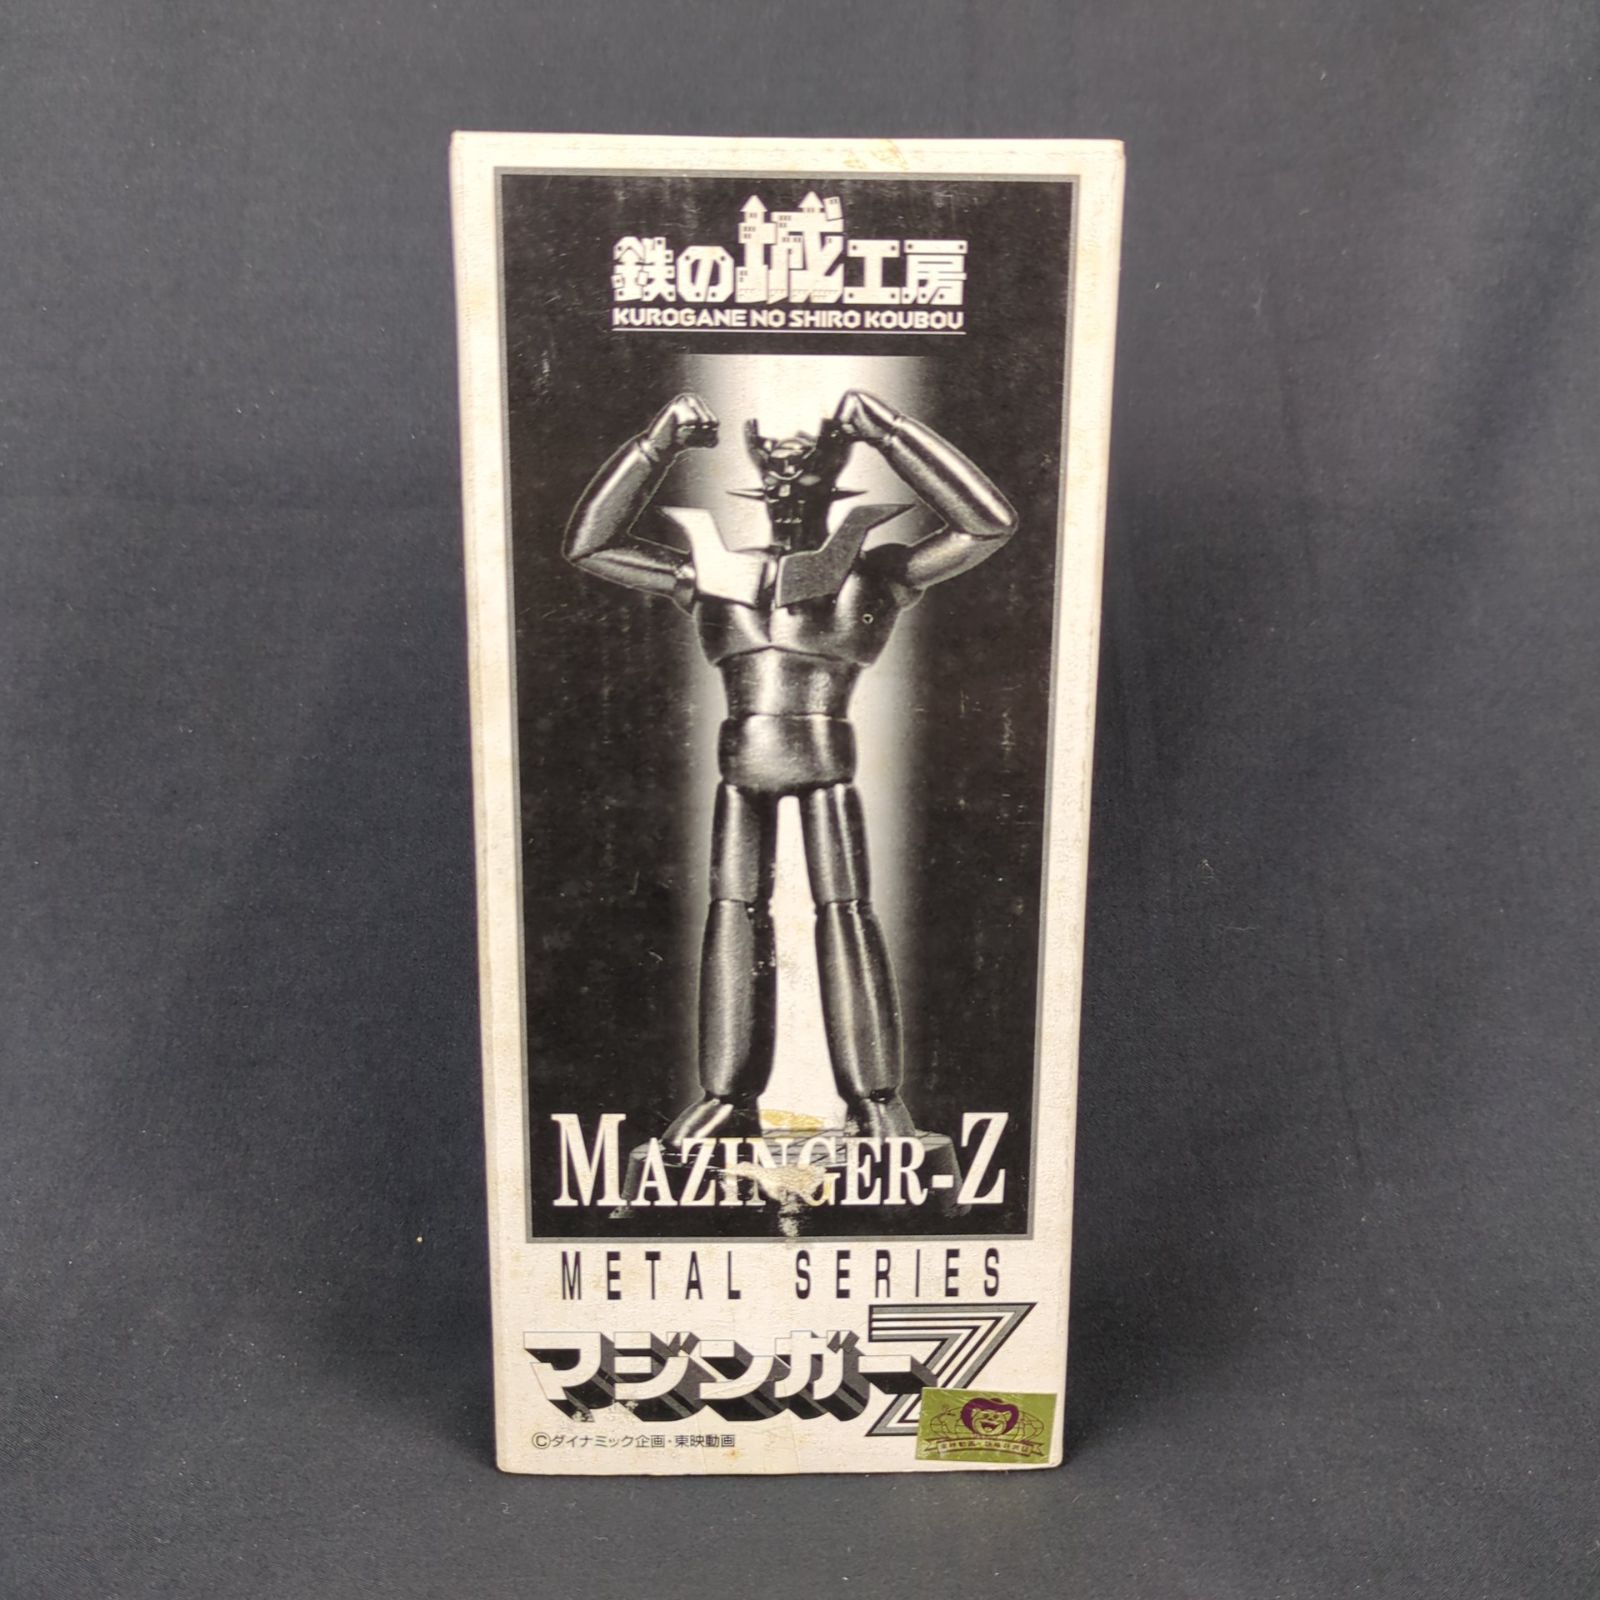 鉄の城工房
KUROGANE NO SHIRO KOUBOU
MAZINGER-Z
METAL SERIES
マジンガーZ
©ダイナミック企画・東映動画